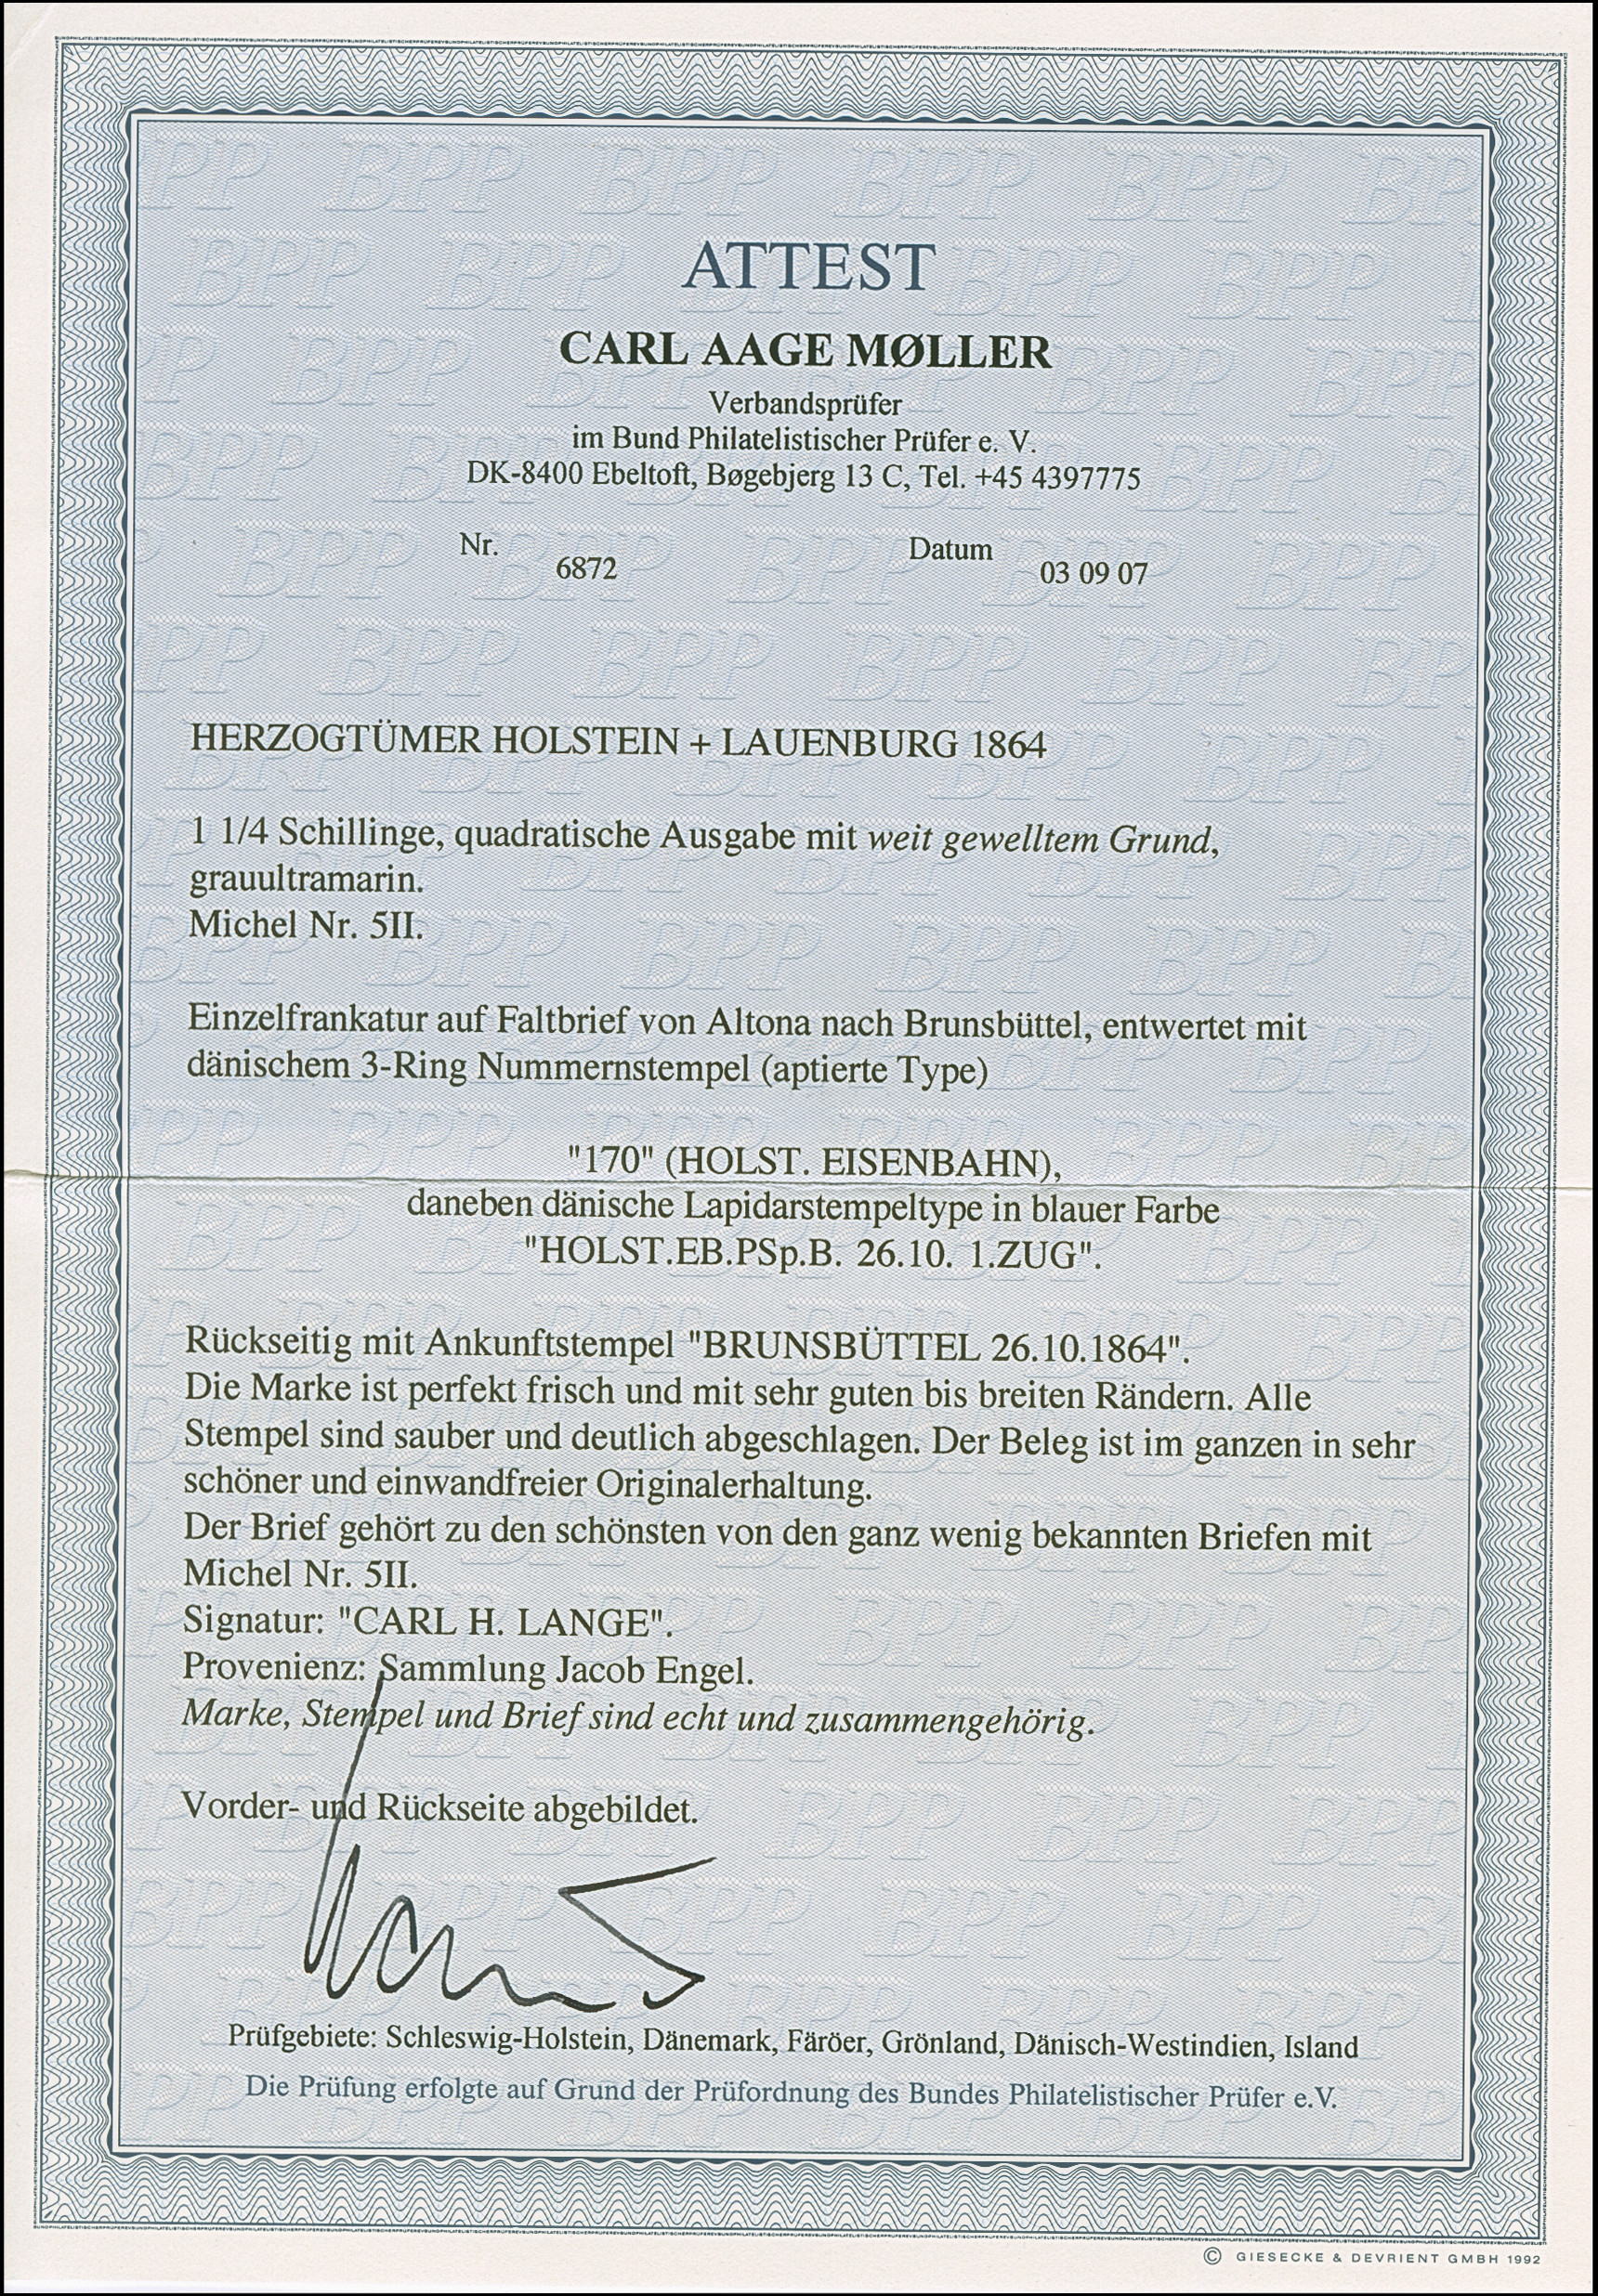 ATTEST
CARL AAGE MØLLER
Verbandsprüfer
im Bund Philatelistischer Prüfer e. V.
DK-8400 Ebeltoft, Bøgebjerg 13 C, Tel. +45 4397775
Nr. 6872 Datum 03 09 07
HERZOGTÜMER HOLSTEIN + LAUENBURG 1864
1 1/4 Schillinge, quadratische Ausgabe mit weit gewelltem Grund,
grauultramarin.
Michel Nr. 5II.
Einzelfrankatur auf Faltbrief von Altona nach Brunsbüttel, entwertet mit
dänischem 3-Ring Nummernstempel (aptierte Type)
"170" (HOLST. EISENBAHN),
daneben dänische Lapidarstempeltype in blauer Farbe
"HOLST.EB.PSp.B. 26.10. 1.ZUG".
Rückseitig mit Ankunftstempel "BRUNSBÜTTEL 26.10.1864".
Die Marke ist perfekt frisch und mit sehr guten bis breiten Rändern. Alle
Stempel sind sauber und deutlich abgeschlagen. Der Beleg ist im ganzen in sehr
schöner und einwandfreier Originalerhaltung.
Der Brief gehört zu den schönsten von den ganz wenig bekannten Briefen mit
Michel Nr. 5II.
Signatur: "CARL H. LANGE".
Provenienz: Sammlung Jacob Engel.
Marke, Stempel und Brief sind echt und zusammengehörig.
Vorder- und Rückseite abgebildet.
Prüfgebiete: Schleswig-Holstein, Dänemark, Färöer, Grönland, Dänisch-Westindien, Island
Die Prüfung erfolgte auf Grund der Prüfordnung des Bundes Philatelistischer Prüfer e.V.
© GIESECKE & DEVRIENT GMBH 1992